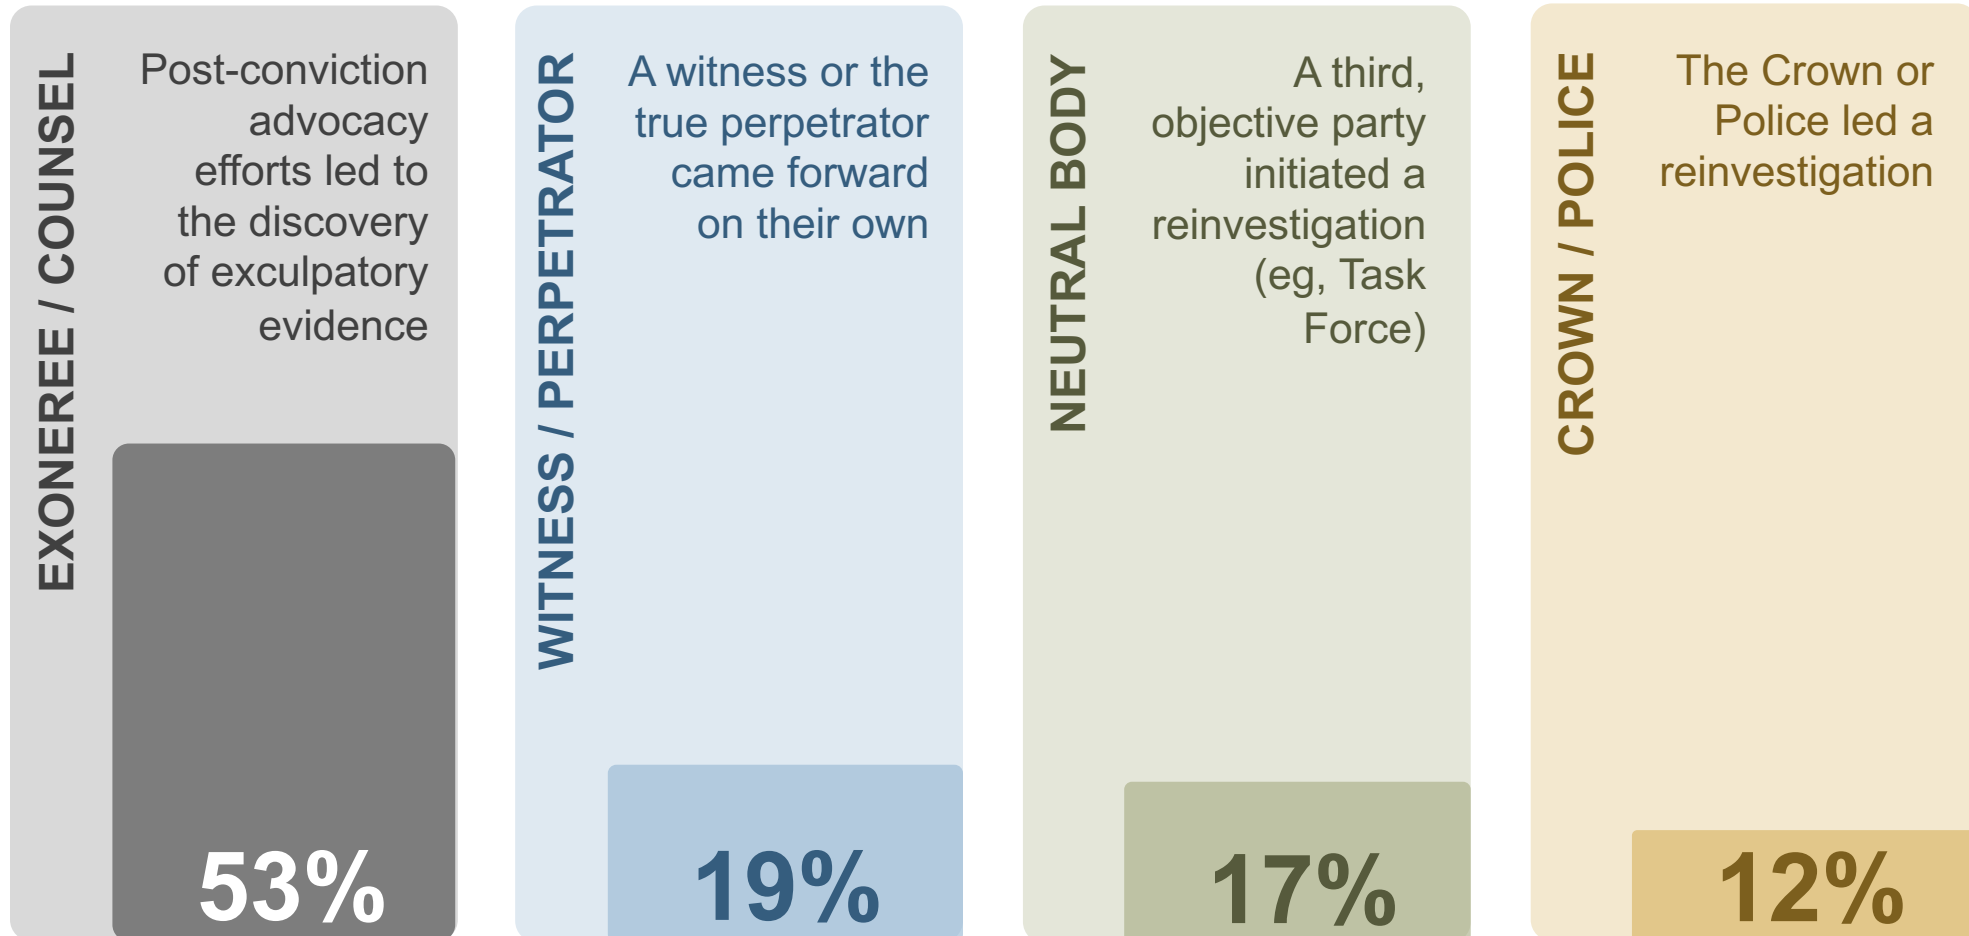 EXONEREE / COUNSEL
Post-conviction
advocacy
efforts led to
the discovery
of exculpatory
evidence
53%
WITNESS / PERPETRATOR
A witness or the
true perpetrator
came forward
on their own
19%
NEUTRAL BODY
A third,
objective party
initiated a
reinvestigation
(eg, Task
Force)
17%
CROWN / POLICE
The Crown or
Police led a
reinvestigation
12%